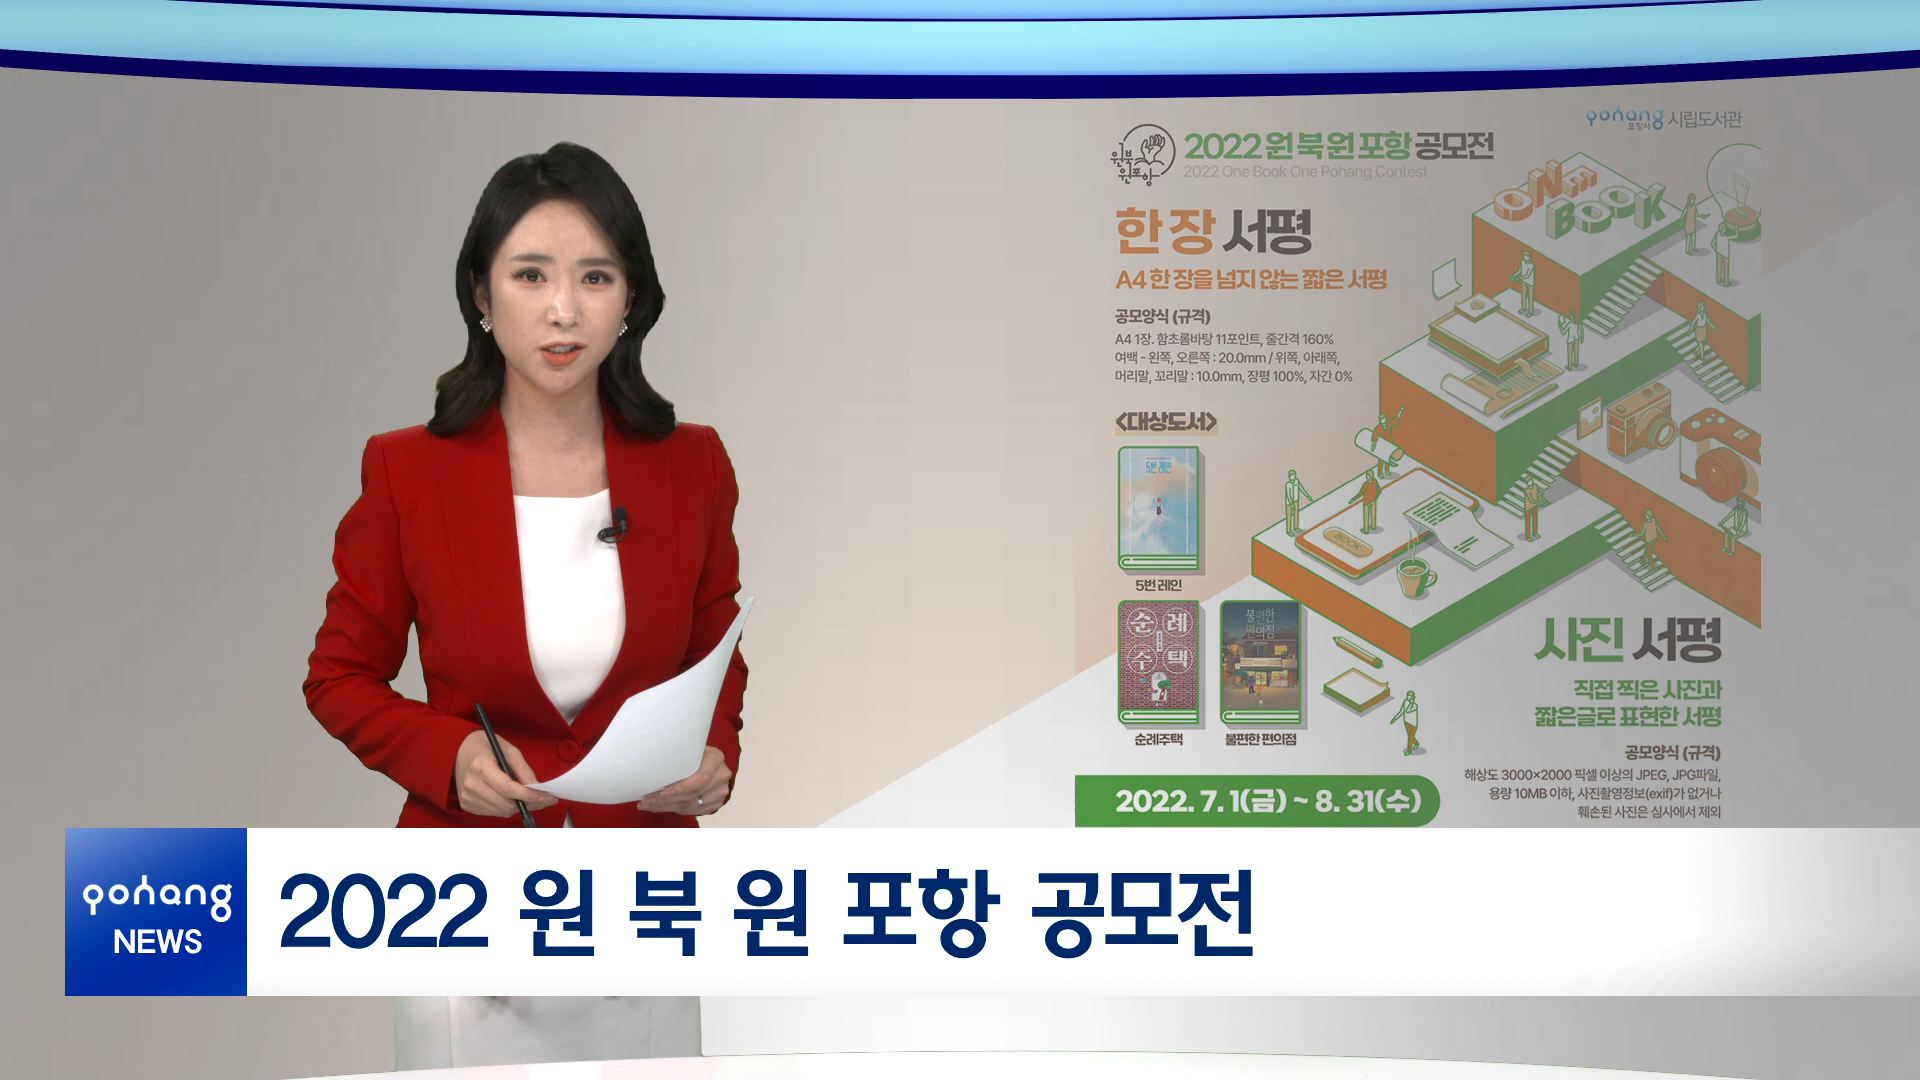 pohang
포항시
시립도서관
원북
원포항
2022 원 북 원 포항 공모전
2022 One Book One Pohang Contest
ONE
BOOK
한 장 서평
A4 한 장을 넘지 않는 짧은 서평
공모양식 (규격)
A4 1장. 함초롬바탕 11포인트, 줄간격 160%
여백 - 왼쪽, 오른쪽 : 20.0mm / 위쪽, 아래쪽,
머리말, 꼬리말 : 10.0mm, 장평 100%, 자간 0%
<대상도서>
5번 레인
5번 레인
BOOK
순례
주택
순례주택
불편한
편의점
불편한 편의점
사진 서평
직접 찍은 사진과
짧은글로 표현한 서평
공모양식 (규격)
해상도 3000×2000 픽셀 이상의 JPEG, JPG파일,
용량 10MB 이하, 사진촬영정보(exif)가 없거나
훼손된 사진은 심사에서 제외
2022. 7. 1(금) ~ 8. 31(수)
pohang
NEWS
2022 원 북 원 포항 공모전